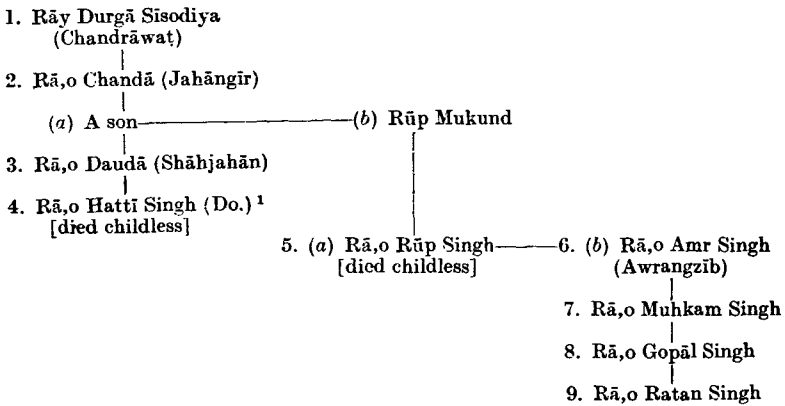 1. Rāy Durgā Sīsodiya
(Chandrāwaṭ)
2. Rā,o Chandā (Jahāngīr)
(a) A son
(b) Rūp Mukund
3. Rā,o Daudā (Shāhjahān)
4. Rā,o Hattī Singh (Do.) 1
[died childless]
5. (a) Rā,o Rūp Singh
[died childless]
6. (b) Rā,o Amr Singh
(Awrangzīb)
7. Rā,o Muḥkam Singh
8. Rā,o Gopāl Singh
9. Rā,o Ratan Singh